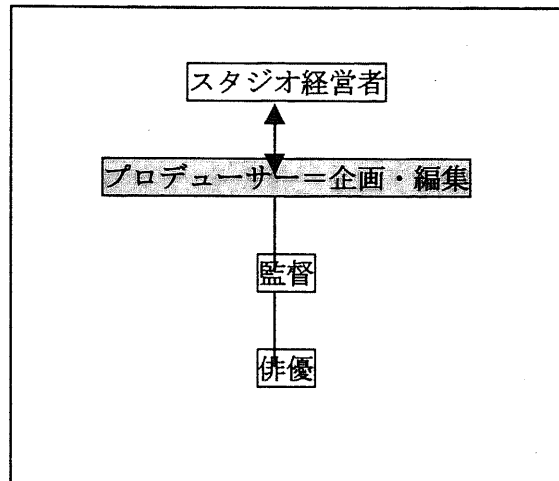 スタジオ経営者
プロデューサー＝企画・編集
監督
俳優